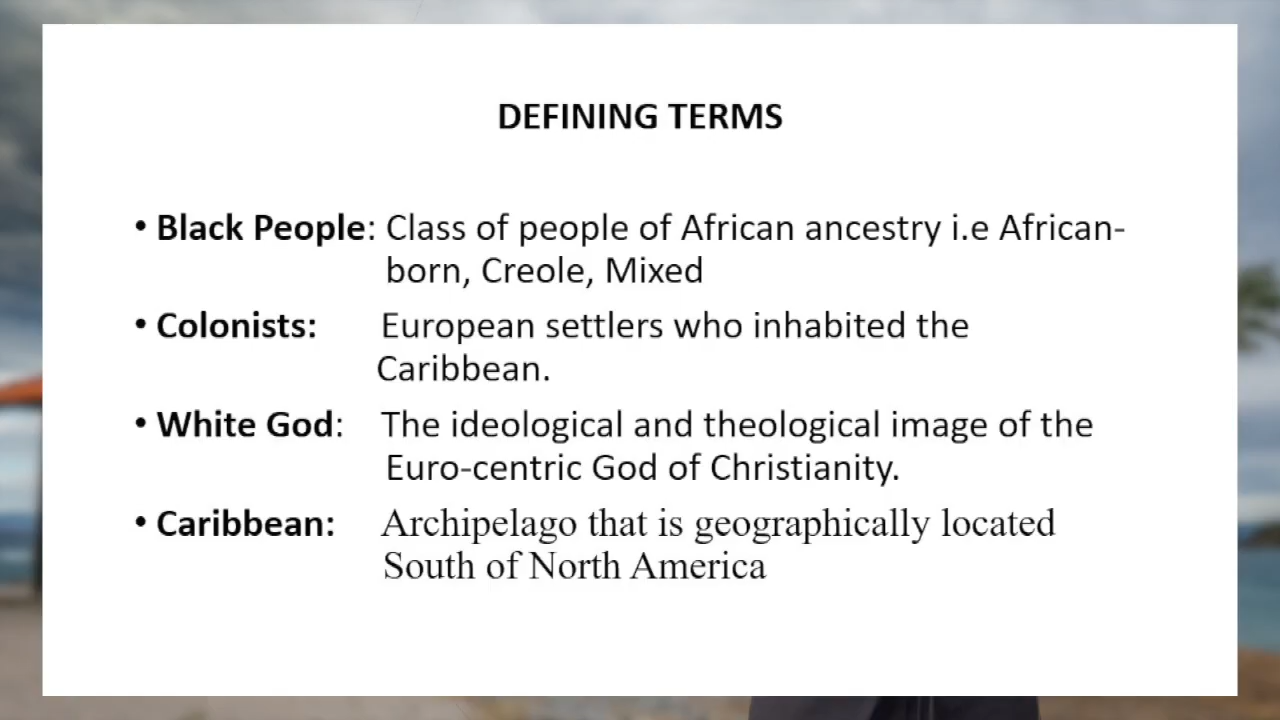 DEFINING TERMS
• Black People: Class of people of African ancestry i.e African-
born, Creole, Mixed
• Colonists: European settlers who inhabited the
Caribbean.
• White God: The ideological and theological image of the
Euro-centric God of Christianity.
• Caribbean: Archipelago that is geographically located
South of North America